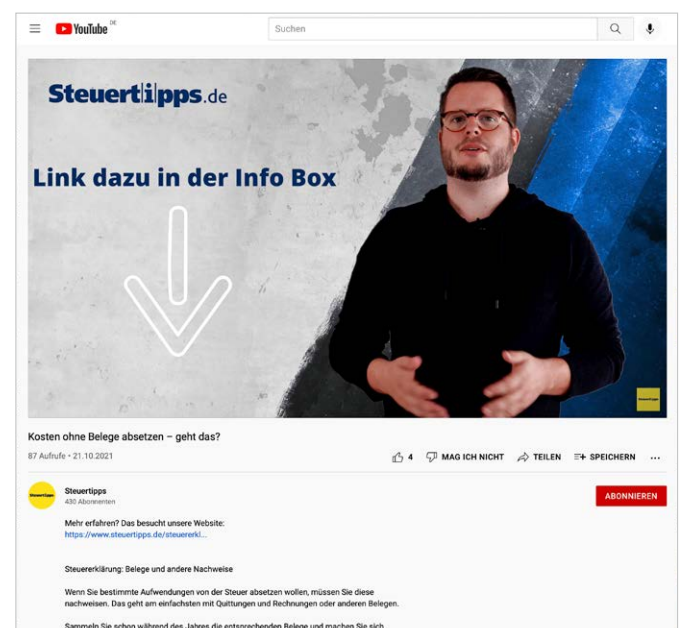 YouTube DE
Suchen
Steuertipps.de
Link dazu in der Info Box
Kosten ohne Belege absetzen – geht das?
87 Aufrufe • 21.10.2021
4 MAG ICH NICHT TEILEN SPEICHERN ...
Steuertipps
430 Abonnenten
ABONNIEREN
Mehr erfahren? Das besucht unsere Website:
https://www.steuertipps.de/steuererkl...
Steuererklärung: Belege und andere Nachweise
Wenn Sie bestimmte Aufwendungen von der Steuer absetzen wollen, müssen Sie diese
nachweisen. Das geht am einfachsten mit Quittungen und Rechnungen oder anderen Belegen.
Sammeln Sie schon während des Jahres die entsprechenden Belege und machen Sie sich